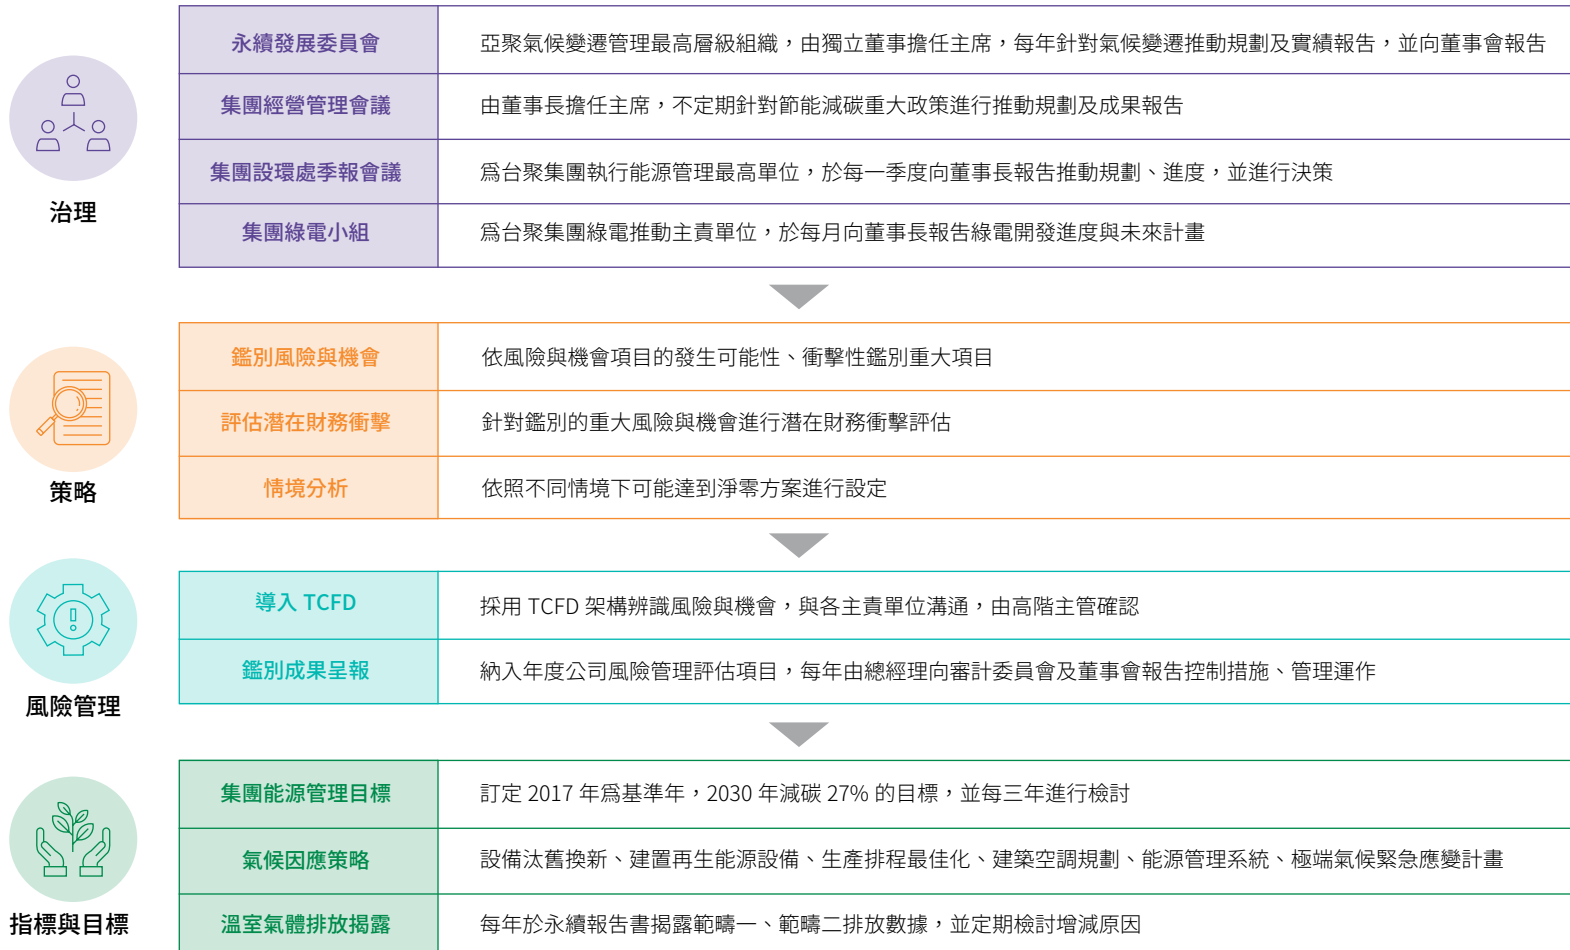 治理
永續發展委員會
亞聚氣候變遷管理最高層級組織，由獨立董事擔任主席，每年針對氣候變遷推動規劃及實績報告，並向董事會報告
集團經營管理會議
由董事長擔任主席，不定期針對節能減碳重大政策進行推動規劃及成果報告
集團設環處季報會議
爲台聚集團執行能源管理最高單位，於每一季度向董事長報告推動規劃、進度，並進行決策
集團綠電小組
爲台聚集團綠電推動主責單位，於每月向董事長報告綠電開發進度與未來計畫
策略
鑑別風險與機會
依風險與機會項目的發生可能性、衝擊性鑑別重大項目
評估潛在財務衝擊
針對鑑別的重大風險與機會進行潛在財務衝擊評估
情境分析
依照不同情境下可能達到淨零方案進行設定
風險管理
導入 TCFD
採用 TCFD 架構辨識風險與機會，與各主責單位溝通，由高階主管確認
鑑別成果呈報
納入年度公司風險管理評估項目，每年由總經理向審計委員會及董事會報告控制措施、管理運作
指標與目標
集團能源管理目標
訂定 2017 年爲基準年，2030 年減碳 27% 的目標，並每三年進行檢討
氣候因應策略
設備汰舊換新、建置再生能源設備、生產排程最佳化、建築空調規劃、能源管理系統、極端氣候緊急應變計畫
溫室氣體排放揭露
每年於永續報告書揭露範疇一、範疇二排放數據，並定期檢討增減原因